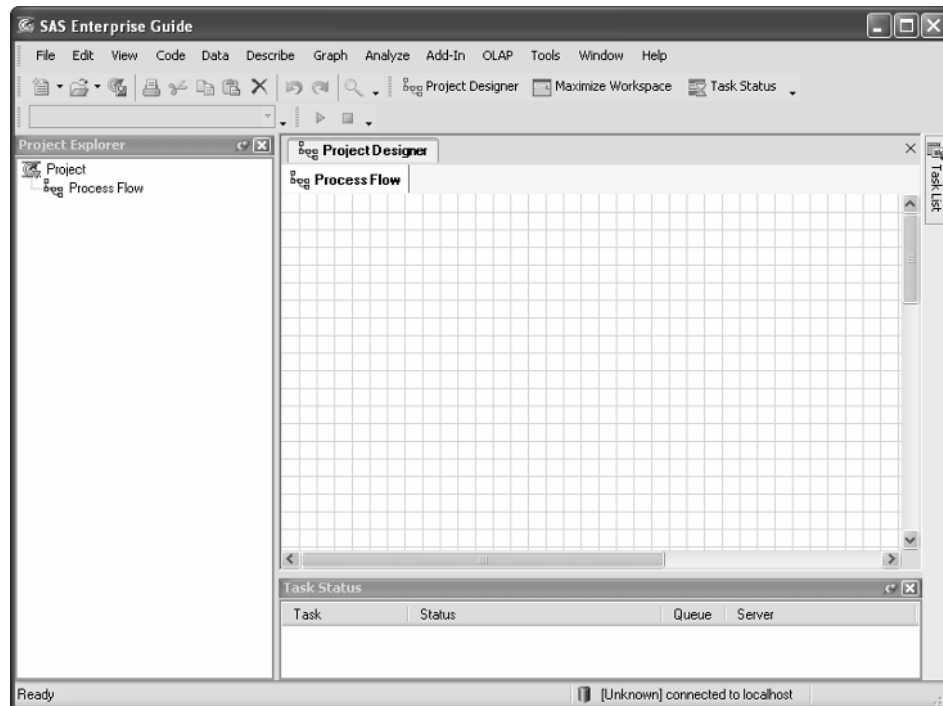 SAS Enterprise Guide
File Edit View Code Data Describe Graph Analyze Add-In OLAP Tools Window Help
Project Designer Maximize Workspace Task Status
Project Explorer
Project
Process Flow
Project Designer
Process Flow
Task List
Task Status
Task Status Queue Server
Ready [Unknown] connected to localhost